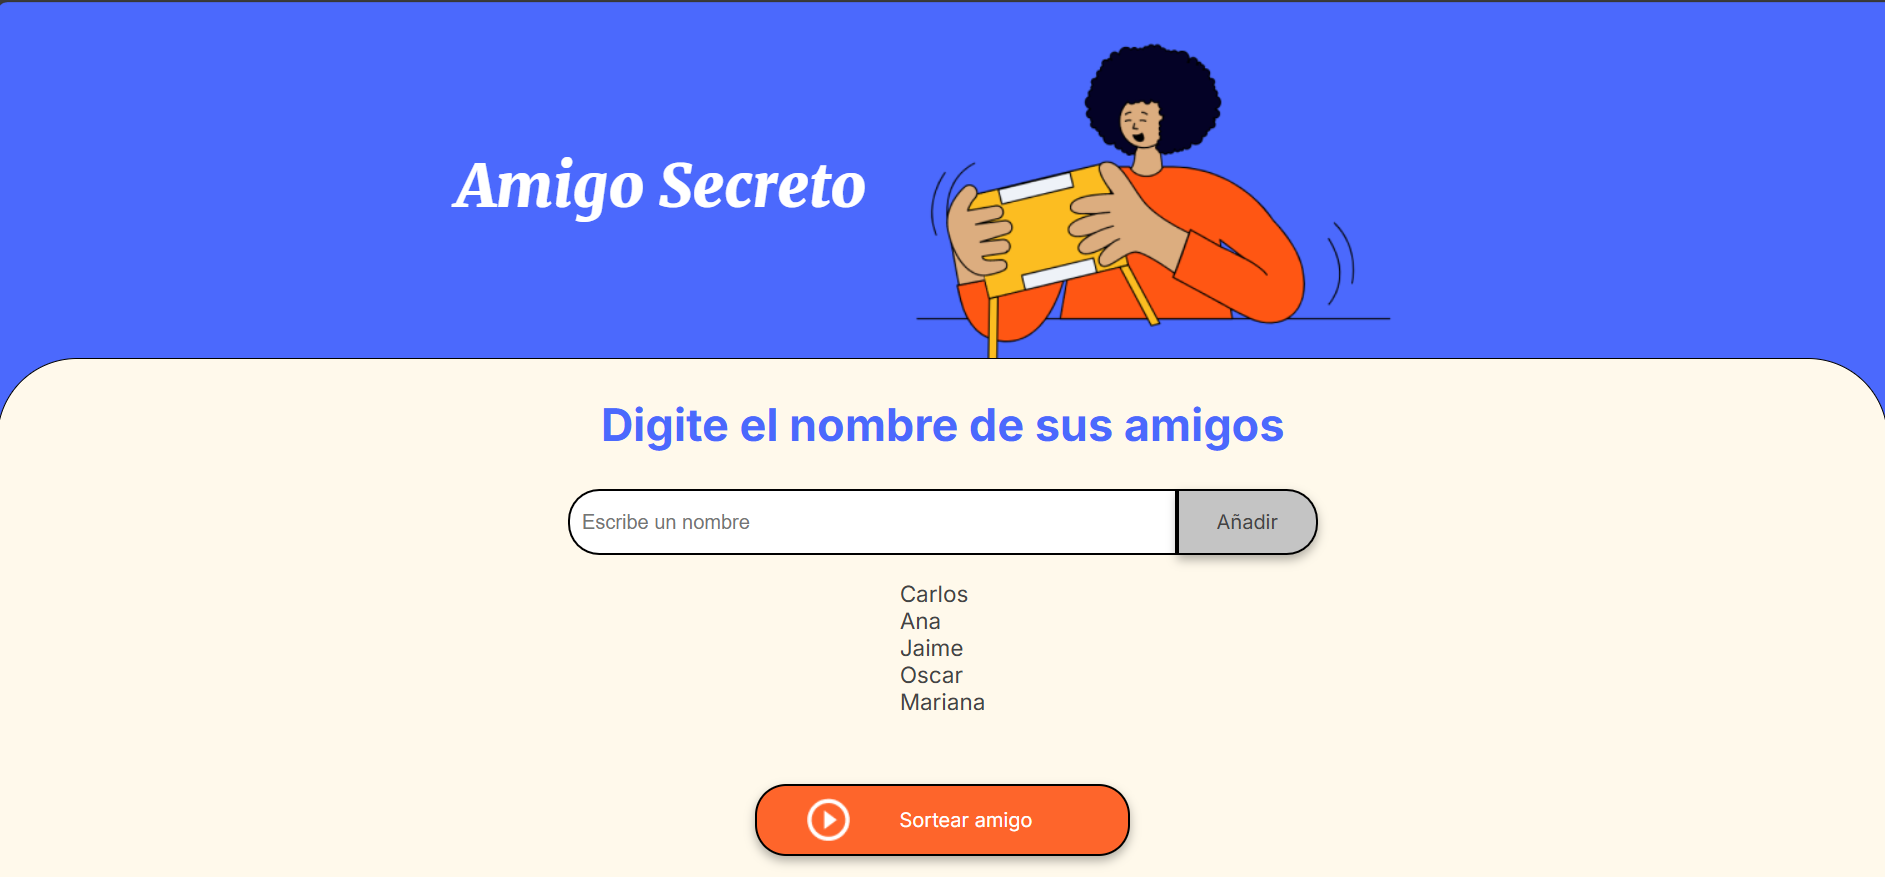 Amigo Secreto
Digite el nombre de sus amigos
Escribe un nombre
Añadir
Carlos
Ana
Jaime
Oscar
Mariana
Sortear amigo